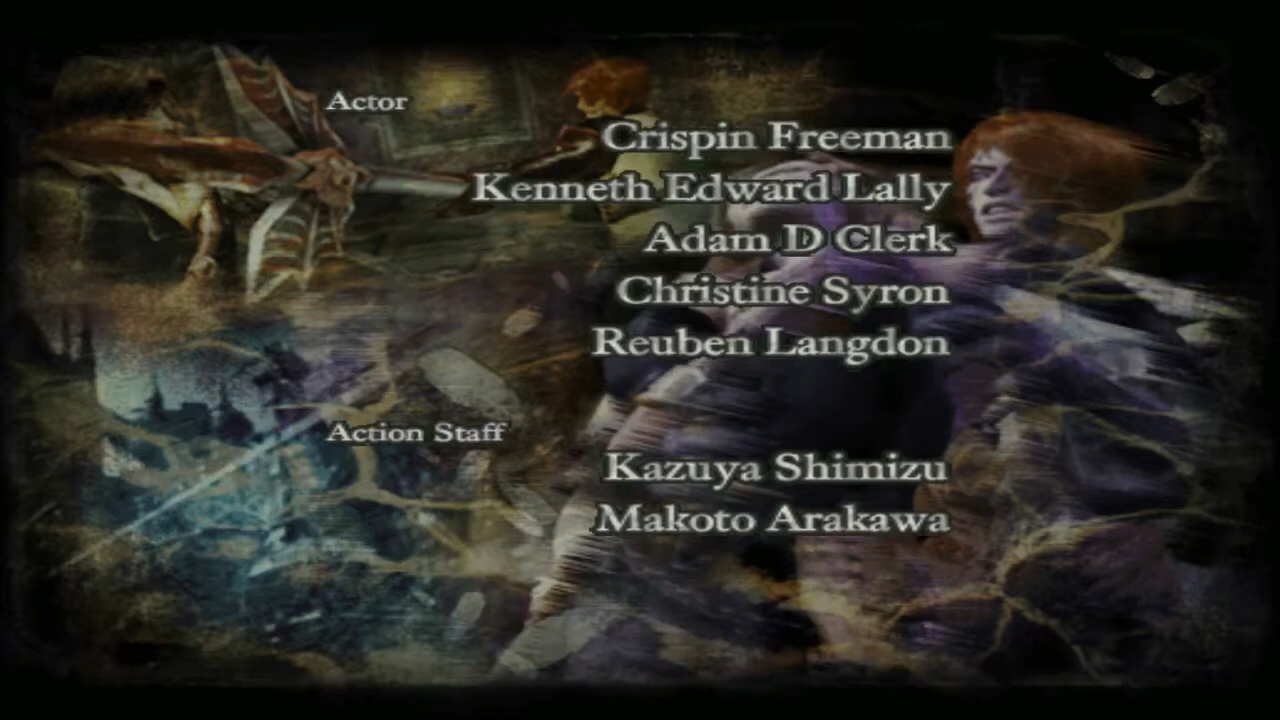 Actor
Crispin Freeman
Kenneth Edward Lally
Adam D Clerk
Christine Syron
Reuben Langdon
Action Staff
Kazuya Shimizu
Makoto Arakawa